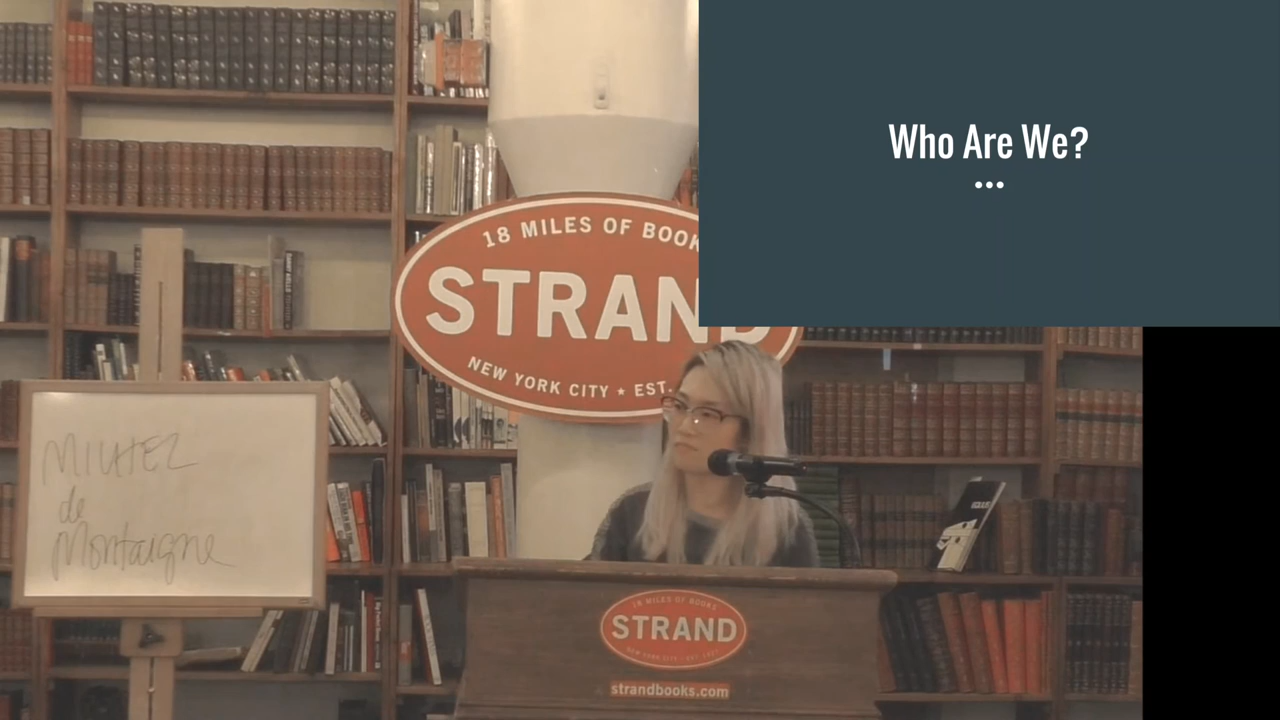 Who Are We?
18 MILES OF BOOK
STRAND
NEW YORK CITY ★ EST.
MICHEL
de
Montaigne
18 MILES OF BOOKS
STRAND
strandbooks.com